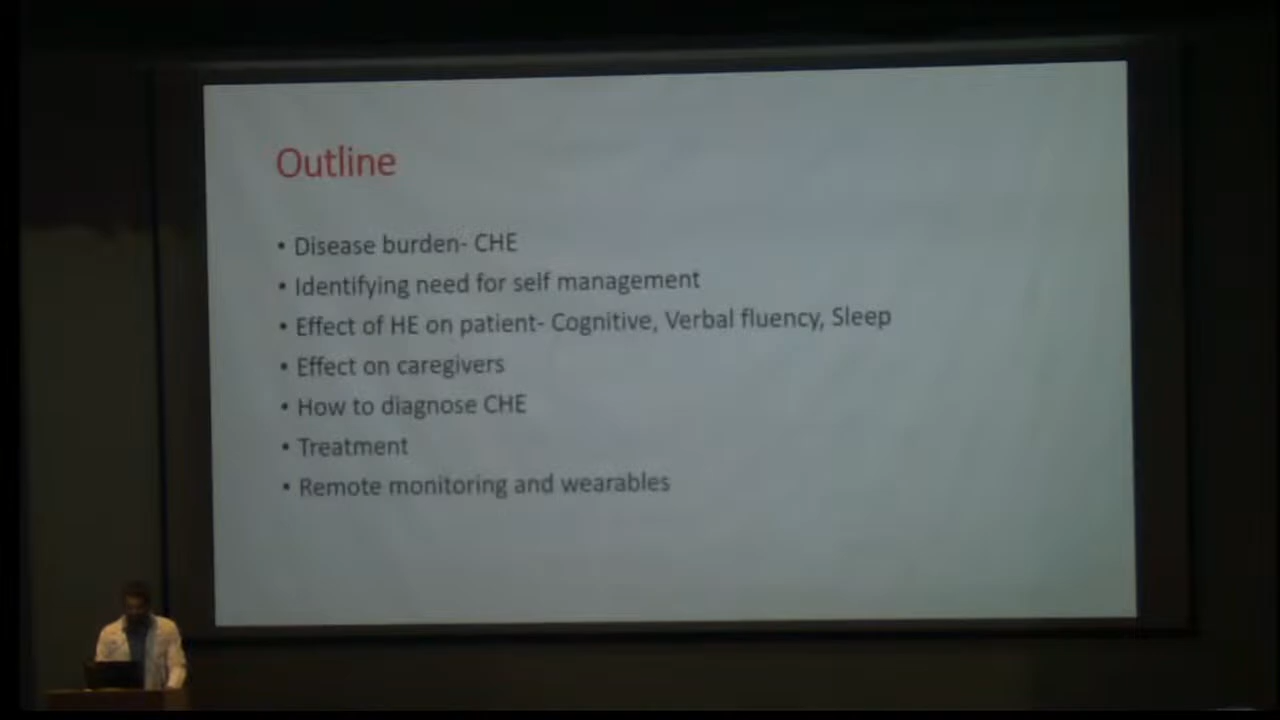 Outline
• Disease burden- CHE
• Identifying need for self management
• Effect of HE on patient- Cognitive, Verbal fluency, Sleep
• Effect on caregivers
• How to diagnose CHE
• Treatment
• Remote monitoring and wearables